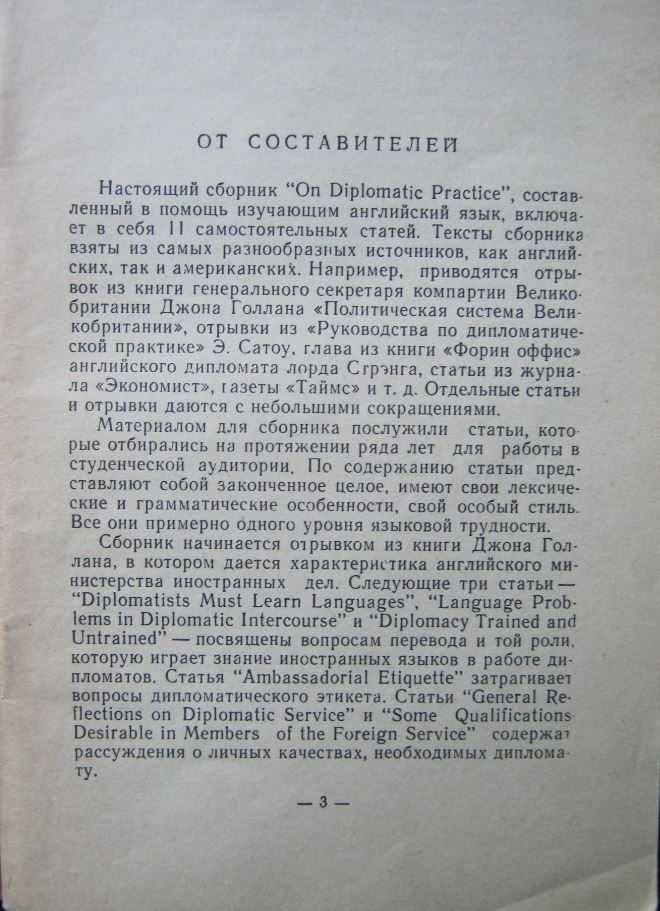 ОТ СОСТАВИТЕЛЕЙ
Настоящий сборник “On Diplomatic Practice”, состав-
ленный в помощь изучающим английский язык, включа-
ет в себя 11 самостоятельных статей. Тексты сборника
взяты из самых разнообразных источников, как англий-
ских, так и американских. Например, приводятся отры-
вок из книги генерального секретаря компартии Велико-
британии Джона Голлана «Политическая система Вели-
кобритании», отрывки из «Руководства по дипломатиче-
ской практике» Э. Сатоу, глава из книги «Форин оффис»
английского дипломата лорда Стрэнга, статьи из журна-
ла «Экономист», газеты «Таймс» и т. д. Отдельные статьи
и отрывки даются с небольшими сокращениями.
Материалом для сборника послужили статьи, кото-
рые отбирались на протяжении ряда лет для работы в
студенческой аудитории. По содержанию статьи пред-
ставляют собой законченное целое, имеют свои лексиче-
ские и грамматические особенности, свой особый стиль.
Все они примерно одного уровня языковой трудности.
Сборник начинается отрывком из книги Джона Гол-
лана, в котором дается характеристика английского ми-
нистерства иностранных дел. Следующие три статьи —
“Diplomatists Must Learn Languages”, “Language Prob-
lems in Diplomatic Intercourse” и “Diplomacy Trained and
Untrained” — посвящены вопросам перевода и той роли,
которую играет знание иностранных языков в работе ди-
пломатов. Статья “Ambassadorial Etiquette” затрагивает
вопросы дипломатического этикета. Статьи “General Re-
flections on Diplomatic Service” и “Some Qualifications
Desirable in Members of the Foreign Service” содержат
рассуждения о личных качествах, необходимых диплома-
ту.
— 3 —